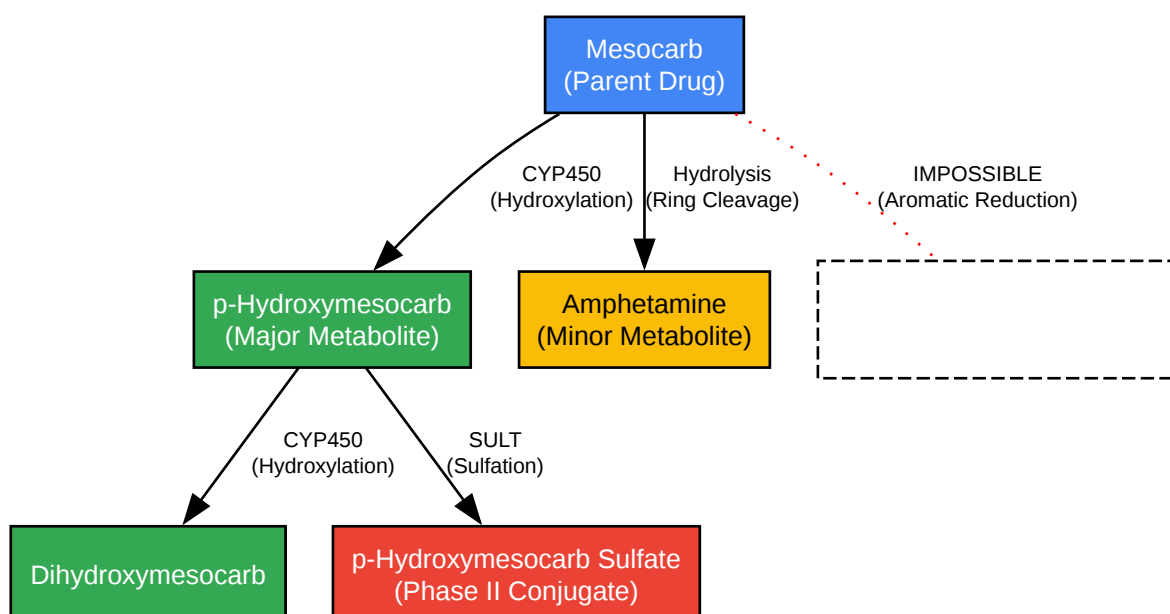 Mesocarb
(Parent Drug)
CYP450
(Hydroxylation)
Hydrolysis
(Ring Cleavage)
IMPOSSIBLE
(Aromatic Reduction)
p-Hydroxymesocarb
(Major Metabolite)
Amphetamine
(Minor Metabolite)
CYP450
(Hydroxylation)
SULT
(Sulfation)
Dihydroxymesocarb
p-Hydroxymesocarb Sulfate
(Phase II Conjugate)